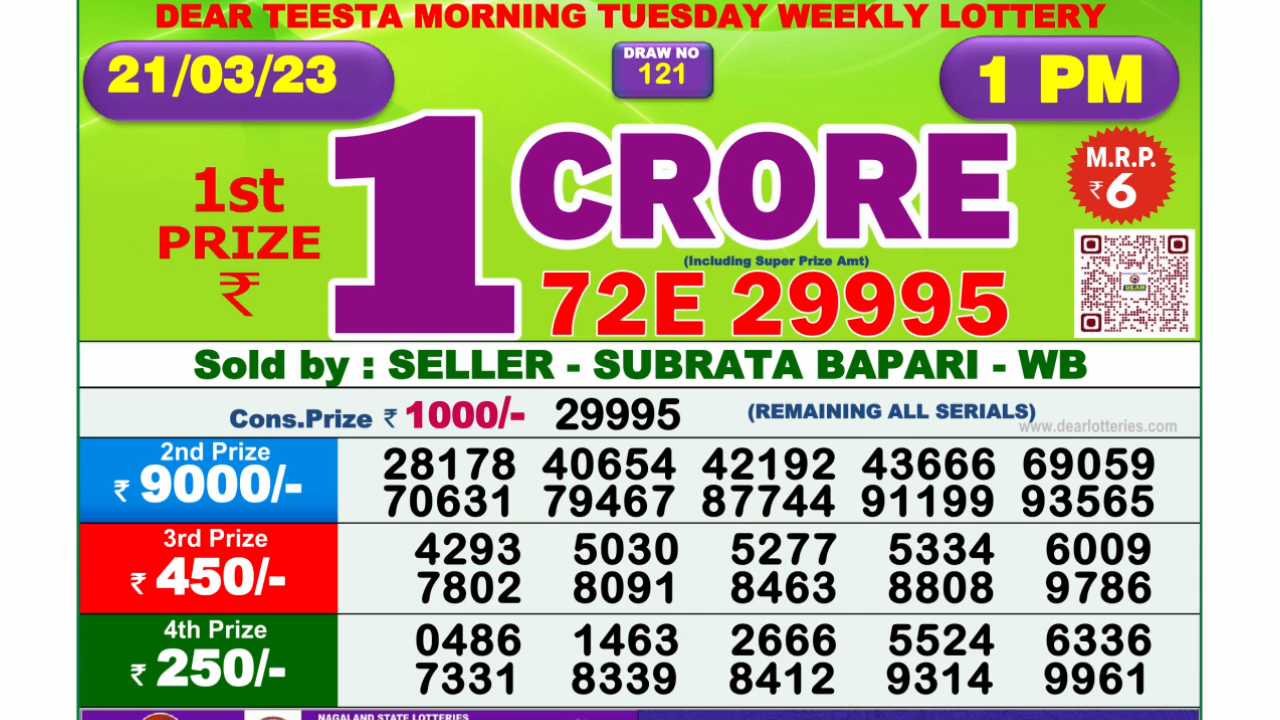 DEAR TEESTA MORNING TUESDAY WEEKLY LOTTERY
21/03/23
DRAW NO
121
1 PM
1st
PRIZE
₹
1 CRORE
(Including Super Prize Amt)
72E 29995
M.R.P.
₹ 6
Sold by : SELLER - SUBRATA BAPARI - WB
Cons.Prize ₹ 1000/- 29995 (REMAINING ALL SERIALS)
www.dearlotteries.com
2nd Prize
₹ 9000/-
28178 40654 42192 43666 69059
70631 79467 87744 91199 93565
3rd Prize
₹ 450/-
4293 5030 5277 5334 6009
7802 8091 8463 8808 9786
4th Prize
₹ 250/-
0486 1463 2666 5524 6336
7331 8339 8412 9314 9961
NAGALAND STATE LOTTERIES